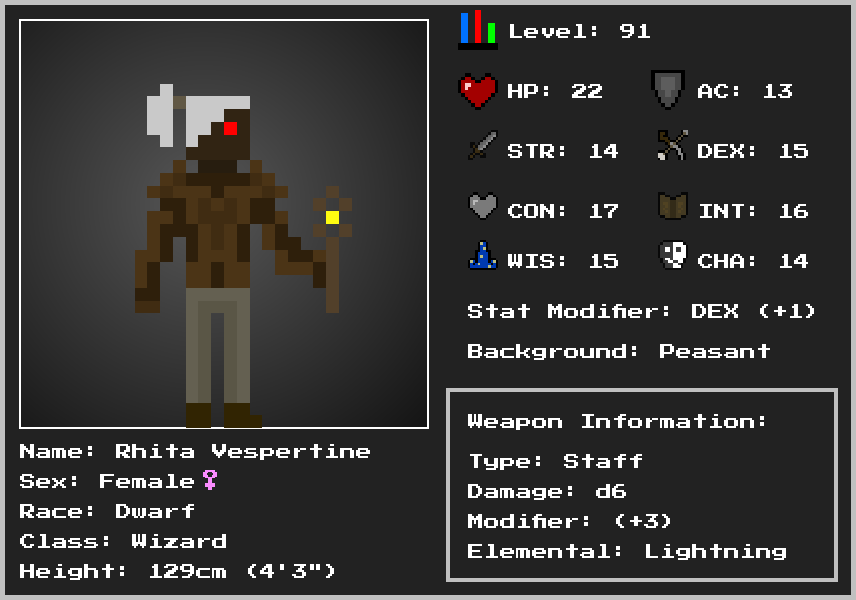 Level: 91
HP: 22 AC: 13
STR: 14 DEX: 15
CON: 17 INT: 16
WIS: 15 CHA: 14
Stat Modifier: DEX (+1)
Background: Peasant
Weapon Information:
Type: Staff
Damage: d6
Modifier: (+3)
Elemental: Lightning
Name: Rhita Vespertine
Sex: Female♀
Race: Dwarf
Class: Wizard
Height: 129cm (4'3")